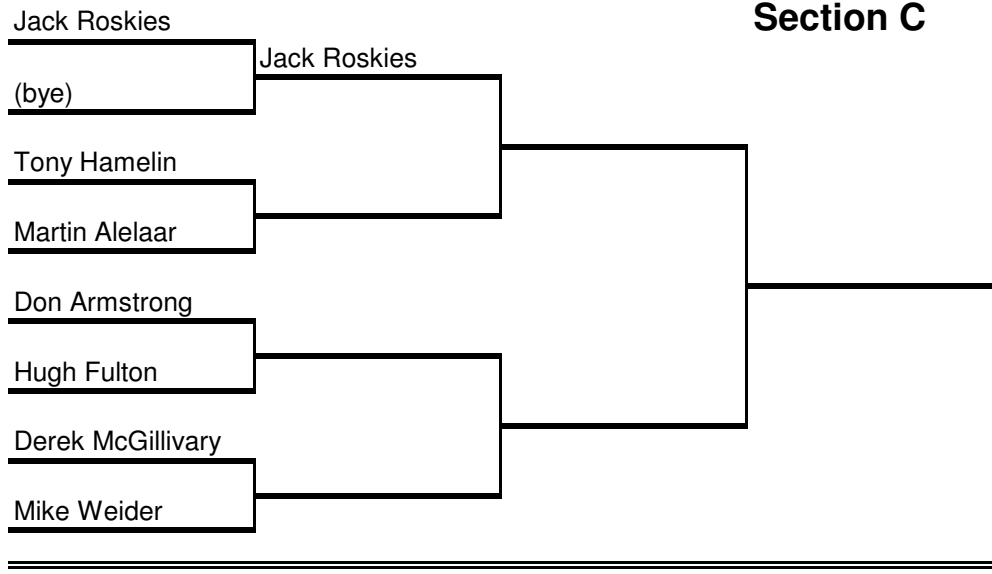 Section C
Jack Roskies
Jack Roskies
(bye)
Tony Hamelin
Martin Alelaar
Don Armstrong
Hugh Fulton
Derek McGillivary
Mike Weider